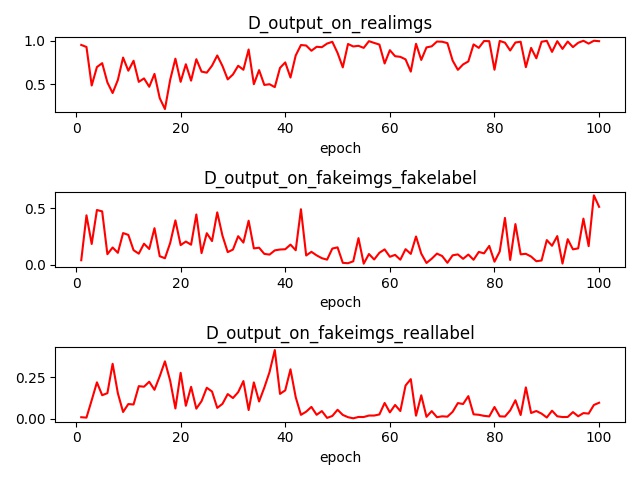 D_output_on_realimgs
1.0
0.5
0 20 40 60 80 100
epoch
D_output_on_fakeimgs_fakelabel
0.5
0.0
0 20 40 60 80 100
epoch
D_output_on_fakeimgs_reallabel
0.25
0.00
0 20 40 60 80 100
epoch